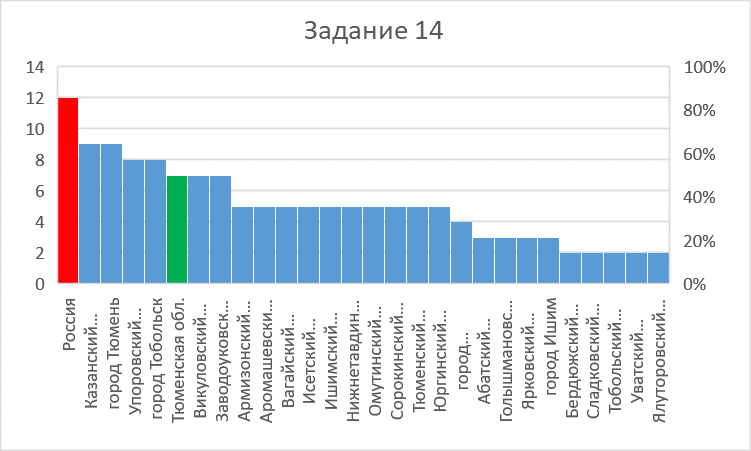 Задание 14
14
12
10
8
6
4
2
0
100%
80%
60%
40%
20%
0%
Россия
Казанский...
город Тюмень
Упоровский...
город Тобольск
Тюменская обл.
Викуловский...
Заводоуковск...
Армизонский...
Аромашевски...
Вагайский...
Исетский...
Ишимский...
Нижнетавдин...
Омутинский...
Сорокинский...
Тюменский...
Юргинский...
город...
Абатский...
Голышмановс...
Ярковский...
город Ишим
Бердюжский...
Сладковский...
Тобольский...
Уватский...
Ялуторовский...